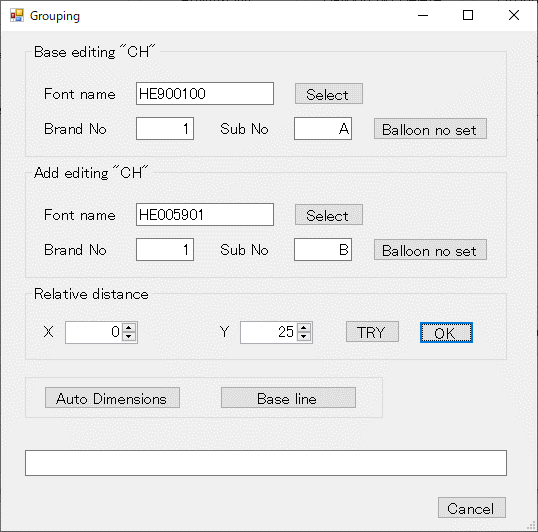 Grouping
Base editing "CH"
Font name HE900100 Select
Brand No 1 Sub No A Balloon no set
Add editing "CH"
Font name HE005901 Select
Brand No 1 Sub No B Balloon no set
Relative distance
X 0 Y 25 TRY OK
Auto Dimensions Base line
Cancel